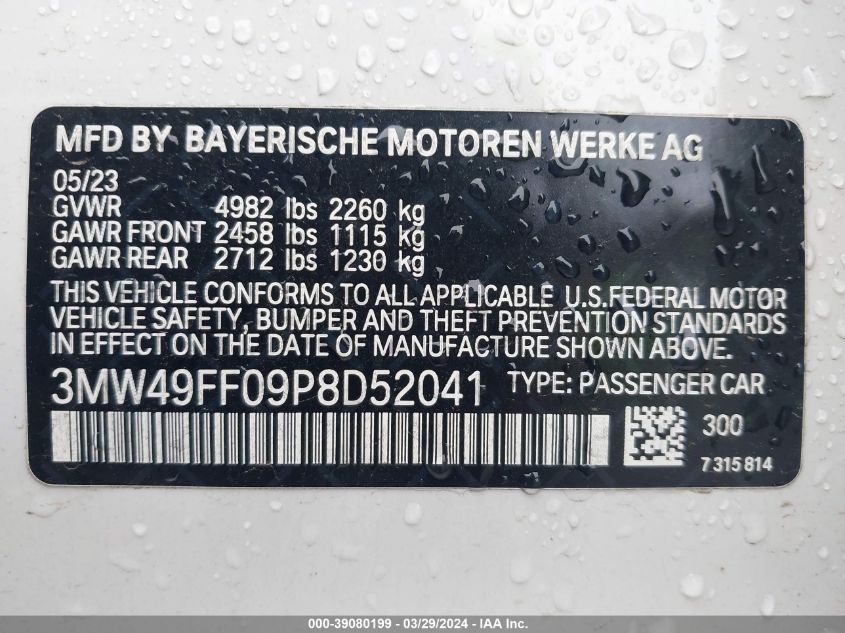 MFD BY BAYERISCHE MOTOREN WERKE AG
05/23
GVWR 4982 lbs 2260 kg
GAWR FRONT 2458 lbs 1115 kg
GAWR REAR 2712 lbs 1230 kg
THIS VEHICLE CONFORMS TO ALL APPLICABLE U.S.FEDERAL MOTOR
VEHICLE SAFETY, BUMPER AND THEFT PREVENTION STANDARDS
IN EFFECT ON THE DATE OF MANUFACTURE SHOWN ABOVE.
3MW49FF09P8D52041 TYPE: PASSENGER CAR
300
7 315 814
000-39080199 - 03/29/2024 - IAA Inc.